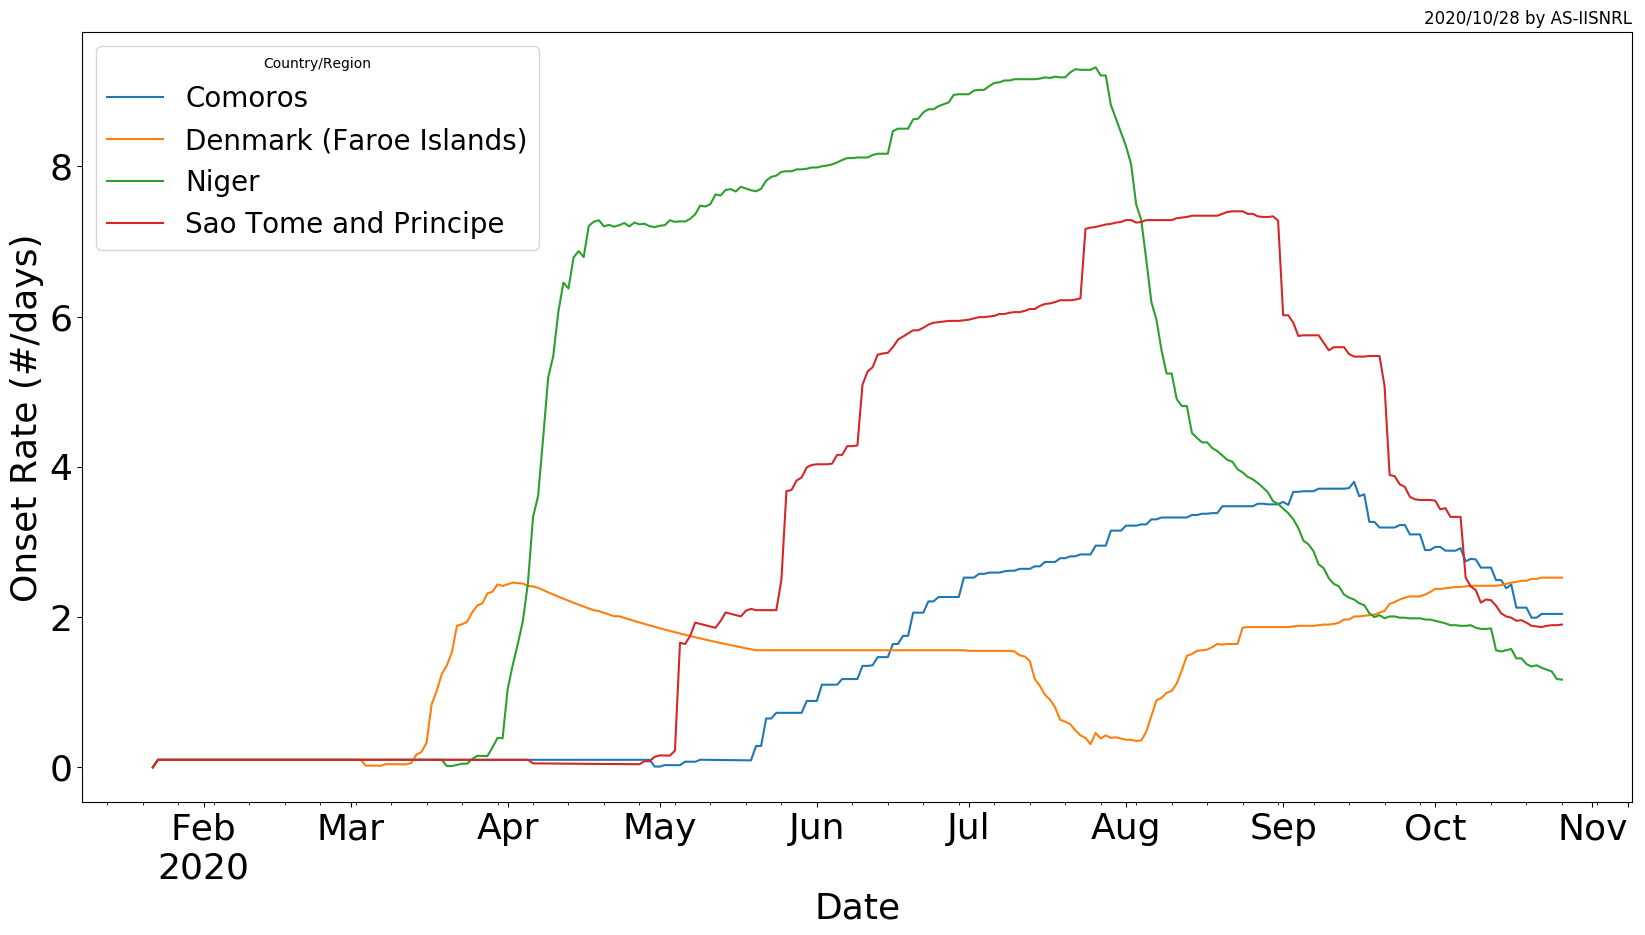 2020/10/28 by AS-IISNRL
Country/Region
Comoros
Denmark (Faroe Islands)
Niger
Sao Tome and Principe
Onset Rate (#/days)
8
6
4
2
0
Feb Mar Apr May Jun Jul Aug Sep Oct Nov
2020
Date